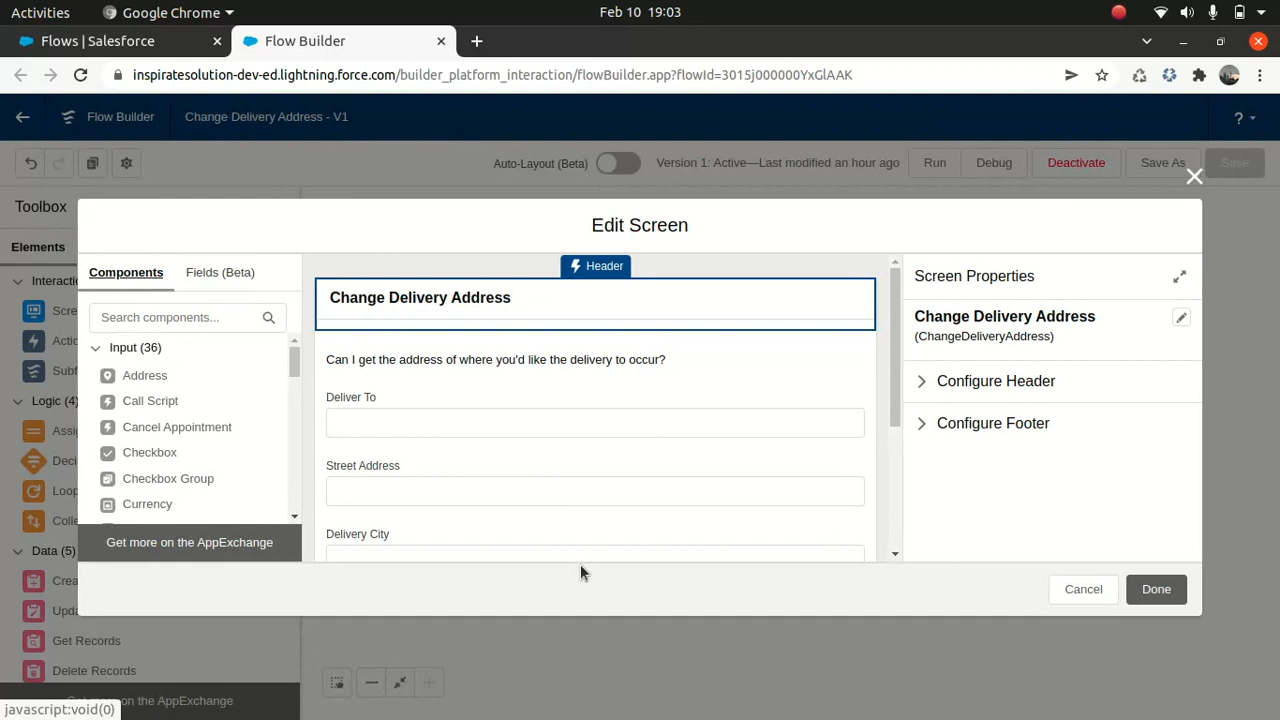 Activities
Google Chrome
Feb 10 19:03
Flows | Salesforce
Flow Builder
inspiratesolution-dev-ed.lightning.force.com/builder_platform_interaction/flowBuilder.app?flowId=3015j000000YxGlAAK
Flow Builder
Change Delivery Address - V1
?
Auto-Layout (Beta)
Version 1: Active—Last modified an hour ago
Run
Debug
Deactivate
Save As
Save
Toolbox
Elements
Edit Screen
Components
Fields (Beta)
Search components...
Input (36)
Address
Call Script
Cancel Appointment
Checkbox
Checkbox Group
Currency
Get more on the AppExchange
Header
Change Delivery Address
Can I get the address of where you'd like the delivery to occur?
Deliver To
Street Address
Delivery City
Screen Properties
Change Delivery Address
(ChangeDeliveryAddress)
Configure Header
Configure Footer
Cancel
Done
Interactio
Scre
Actio
Subf
Logic (4)
Assig
Deci
Loop
Colle
Data (5)
Crea
Upda
Get Records
Delete Records
Get more on the AppExchange
javascript:void(0)